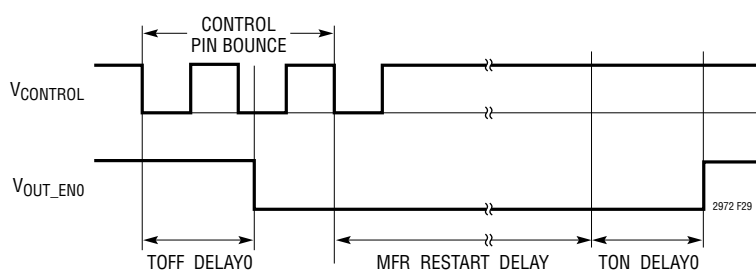 CONTROL
PIN BOUNCE
VCONTROL
VOUT_EN0
2972 F29
TOFF DELAY0
MFR RESTART DELAY
TON DELAY0